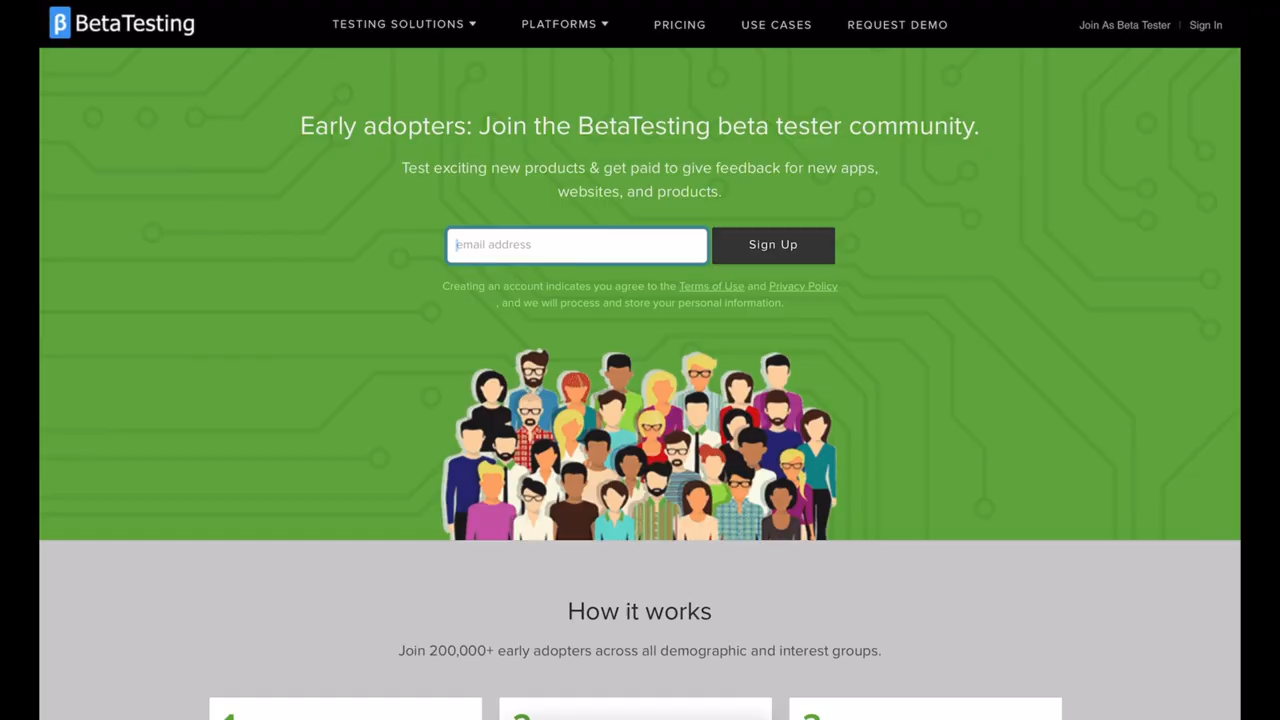 β BetaTesting
TESTING SOLUTIONS PLATFORMS PRICING USE CASES REQUEST DEMO Join As Beta Tester | Sign In
Early adopters: Join the BetaTesting beta tester community.
Test exciting new products & get paid to give feedback for new apps,
websites, and products.
email address Sign Up
Creating an account indicates you agree to the Terms of Use and Privacy Policy
, and we will process and store your personal information.
How it works
Join 200,000+ early adopters across all demographic and interest groups.